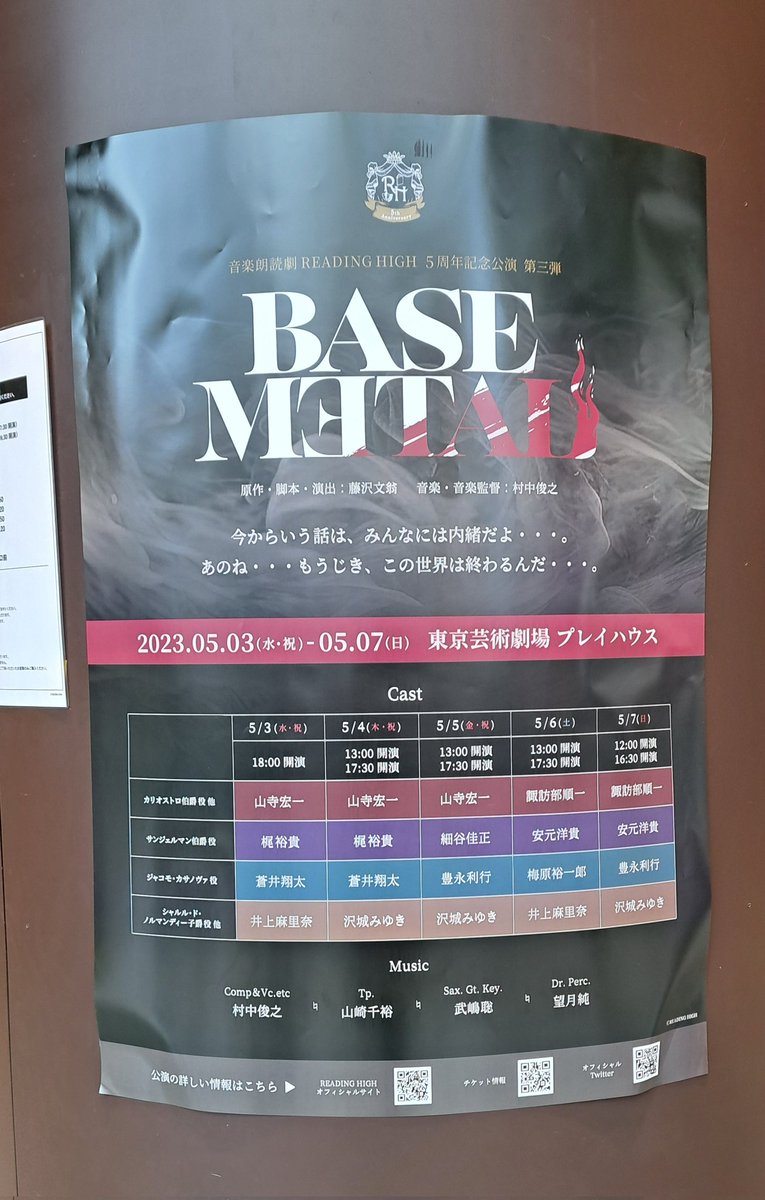 RH
5th
Anniversary
音楽朗読劇 READING HIGH 5周年記念公演 第三弾
BASE
METAL
原作・脚本・演出：藤沢文翁 音楽・音楽監督：村中俊之
今からいう話は、みんなには内緒だよ・・・。
あのね・・・もうじき、この世界は終わるんだ・・・。
2023.05.03(水・祝)-05.07(日) 東京芸術劇場 プレイハウス
Cast
5/3(水・祝) 5/4(木・祝) 5/5(金・祝) 5/6(土) 5/7(日)
18:00 開演 13:00 開演 13:00 開演 13:00 開演 12:00 開演
17:30 開演 17:30 開演 17:30 開演 16:30 開演
カリオストロ伯爵 役 他 山寺宏一 山寺宏一 山寺宏一 諏訪部順一 諏訪部順一
サンジェルマン伯爵 役 梶裕貴 梶裕貴 細谷佳正 安元洋貴 安元洋貴
ジャコモ・カサノヴァ 役 蒼井翔太 蒼井翔太 豊永利行 梅原裕一郎 豊永利行
シャルル・ド・
ノルマンディー子爵 役 他 井上麻里奈 沢城みゆき 沢城みゆき 井上麻里奈 沢城みゆき
Music
Comp&Vc.etc Tp. Sax. Gt. Key. Dr. Perc.
村中俊之 ♮ 山崎千裕 ♮ 武嶋聡 ♮ 望月純
©READING HIGH
公演の詳しい情報はこちら ▶
READING HIGH
オフィシャルサイト
チケット情報
オフィシャル
Twitter